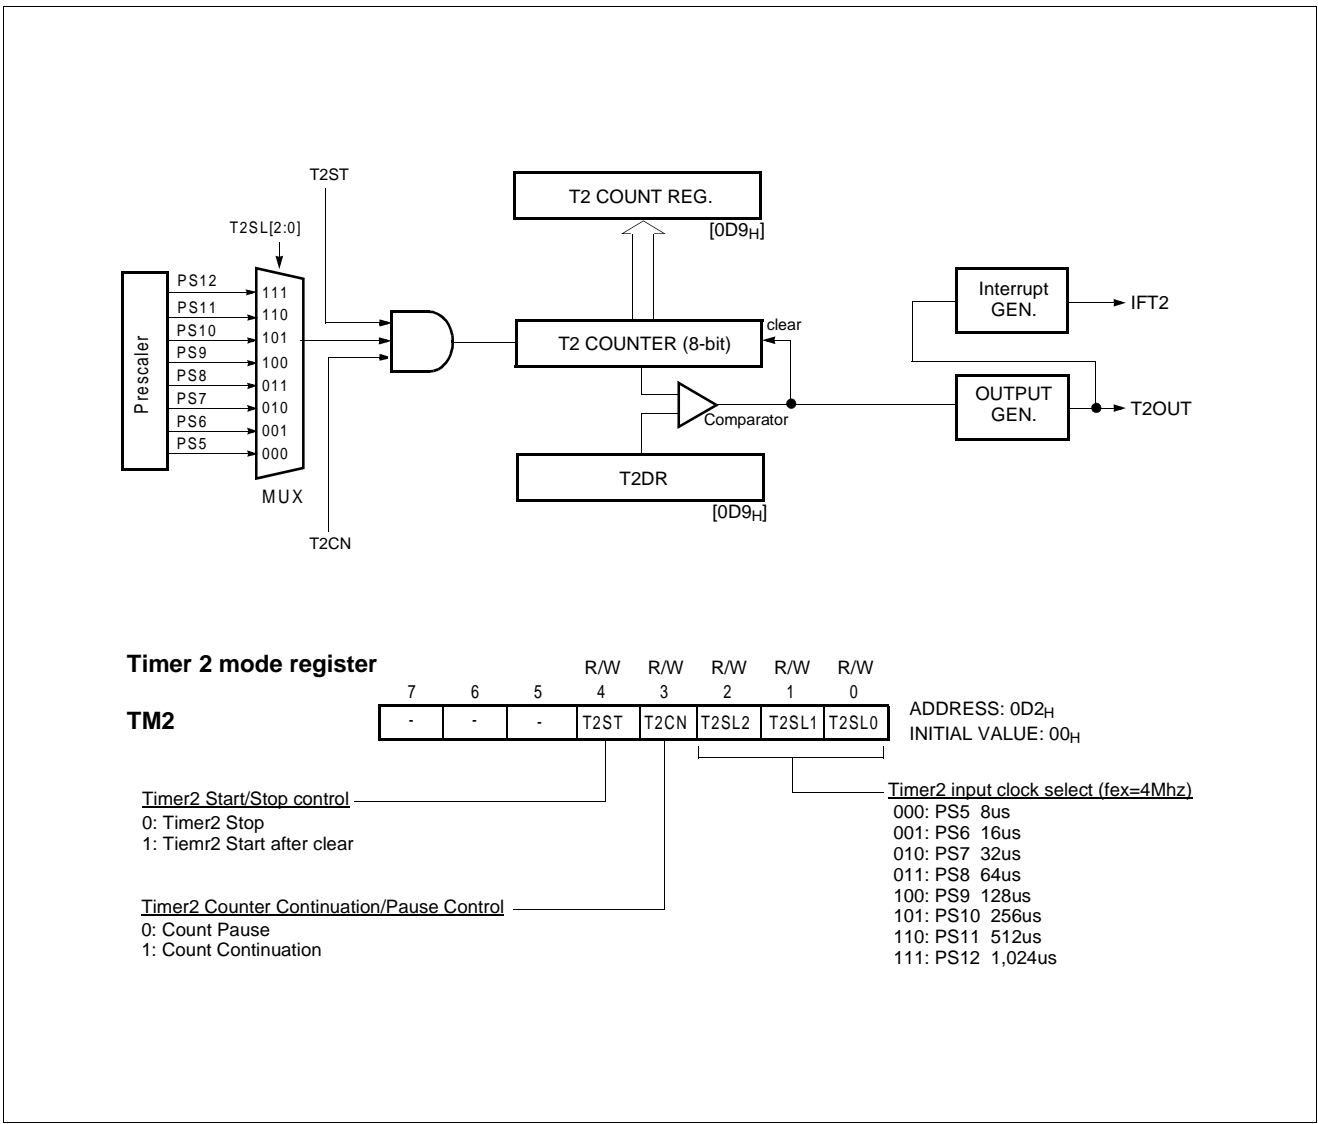 T2ST
T2 COUNT REG.
[0D9H]
T2SL[2:0]
Prescaler
PS12
PS11
PS10
PS9
PS8
PS7
PS6
PS5
111
110
101
100
011
010
001
000
MUX
T2CN
T2 COUNTER (8-bit)
clear
Comparator
T2DR
[0D9H]
Interrupt
GEN.
IFT2
OUTPUT
GEN.
T2OUT
Timer 2 mode register
R/W R/W R/W R/W R/W
7 6 5 4 3 2 1 0
TM2
- - - T2ST T2CN T2SL2 T2SL1 T2SL0
ADDRESS: 0D2H
INITIAL VALUE: 00H
Timer2 Start/Stop control
0: Timer2 Stop
1: Tiemr2 Start after clear
Timer2 Counter Continuation/Pause Control
0: Count Pause
1: Count Continuation
Timer2 input clock select (fex=4Mhz)
000: PS5 8us
001: PS6 16us
010: PS7 32us
011: PS8 64us
100: PS9 128us
101: PS10 256us
110: PS11 512us
111: PS12 1,024us